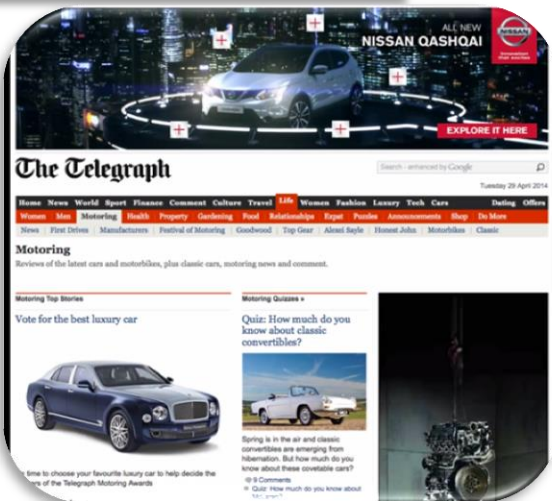 ALL NEW
NISSAN QASHQAI
NISSAN
EXPLORE IT HERE
The Telegraph
Search - enhanced by Google
Tuesday 29 April 2014
Home News World Sport Finance Comment Culture Travel Life Women Fashion Luxury Tech Cars Dating Offers
Women Men Motoring Health Property Gardening Food Relationships Expat Puzzles Announcements Shop Do More
News First Drives Manufacturers Festival of Motoring Goodwood Top Gear Alexei Sayle Honest John Motorbikes Classic
Motoring
Reviews of the latest cars and motorbikes, plus classic cars, motoring news and comment.
Motoring Top Stories
Vote for the best luxury car
time to choose your favourite luxury car to help decide the
ers of the Telegraph Motoring Awards
Motoring Quizzes »
Quiz: How much do you
know about classic
convertibles?
Spring is in the air and classic
convertibles are emerging from
hibernation. But how much do you
know about these covetable cars?
9 Comments
Quiz: How much do you know about